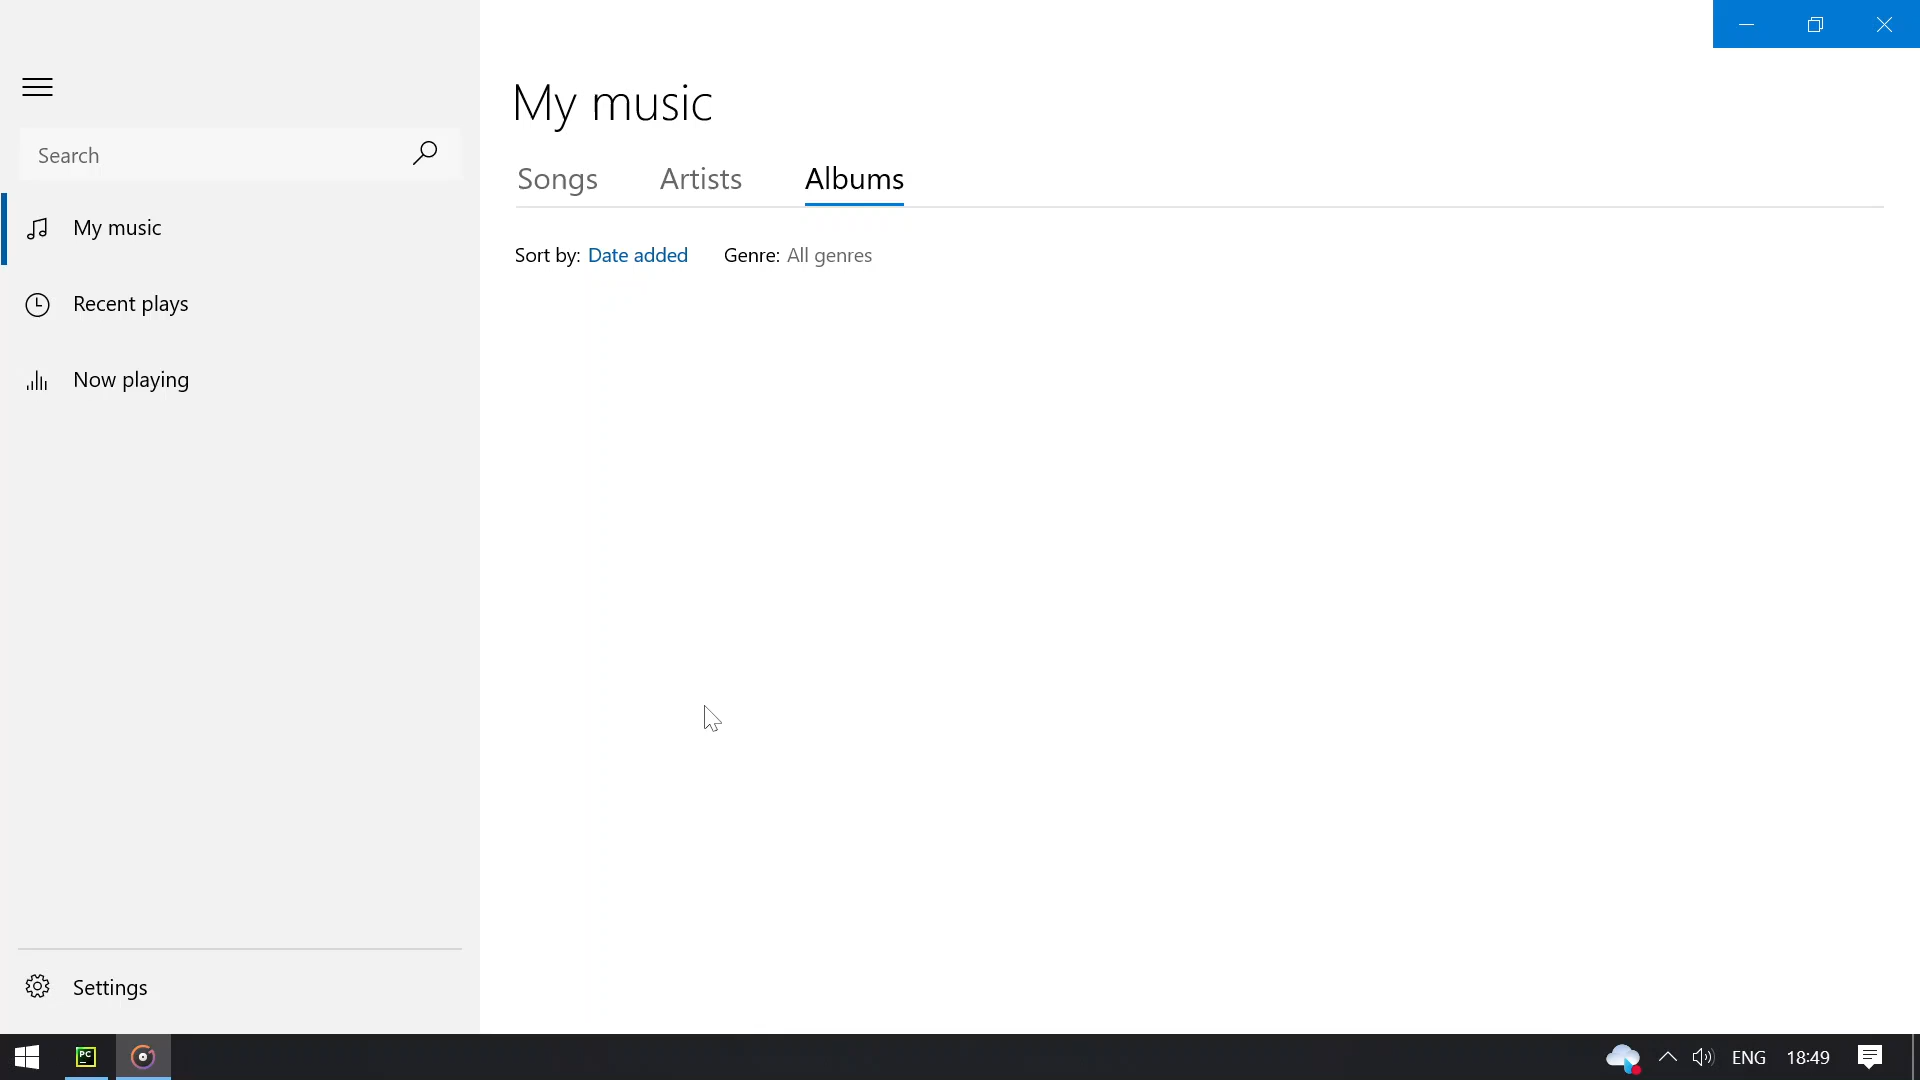 My music
Search
Songs Artists Albums
My music
Sort by: Date added Genre: All genres
Recent plays
Now playing
Settings
PC
ENG 18:49